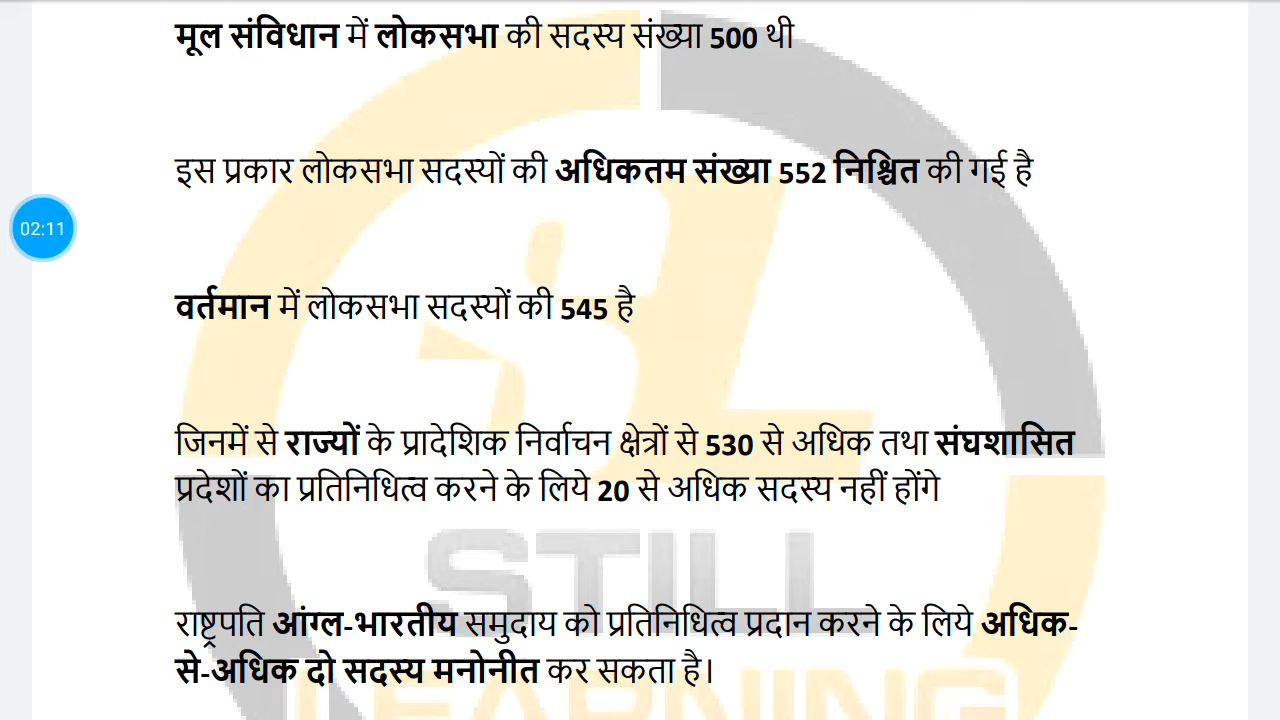 मूल संविधान में लोकसभा की सदस्य संख्या 500 थी
इस प्रकार लोकसभा सदस्यों की अधिकतम संख्या 552 निश्चित की गई है
02:11
वर्तमान में लोकसभा सदस्यों की 545 है
जिनमें से राज्यों के प्रादेशिक निर्वाचन क्षेत्रों से 530 से अधिक तथा संघशासित
प्रदेशों का प्रतिनिधित्व करने के लिये 20 से अधिक सदस्य नहीं होंगे
STILL
राष्ट्रपति आंग्ल-भारतीय समुदाय को प्रतिनिधित्व प्रदान करने के लिये अधिक-
से-अधिक दो सदस्य मनोनीत कर सकता है।
LEARNING